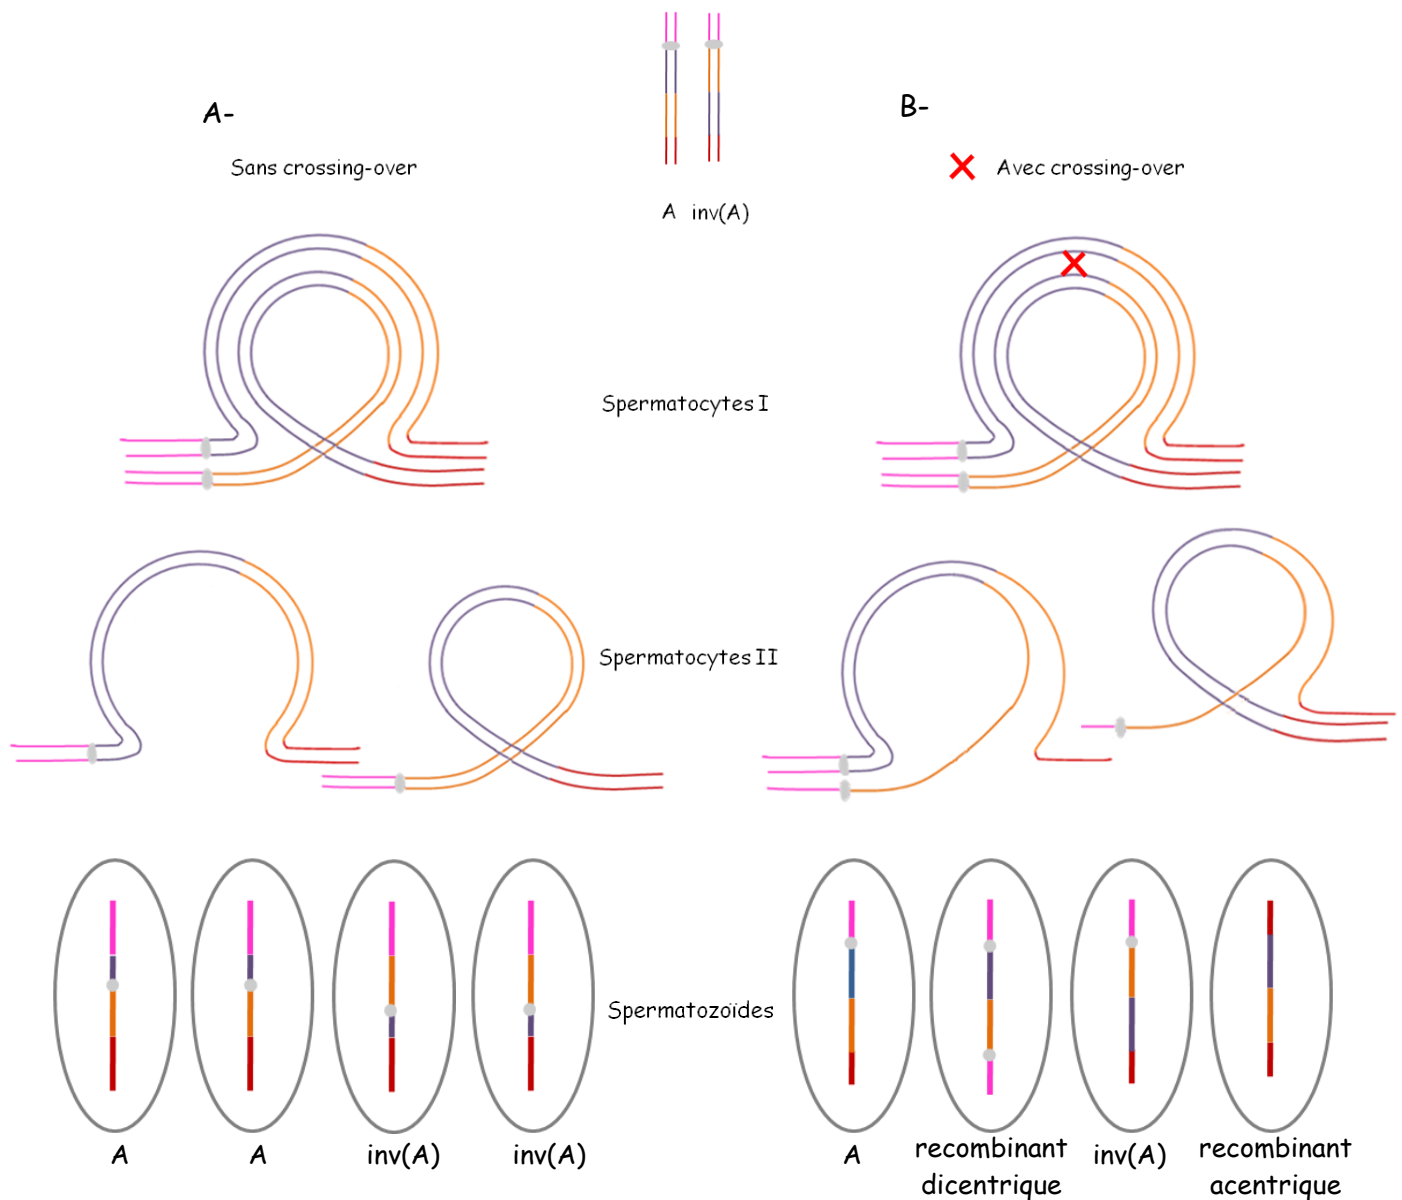 A-
B-
Sans crossing-over
Avec crossing-over
A inv(A)
Spermatocytes I
Spermatocytes II
Spermatozoïdes
A
A
inv(A)
inv(A)
A
recombinant
dicentrique
inv(A)
recombinant
acentrique